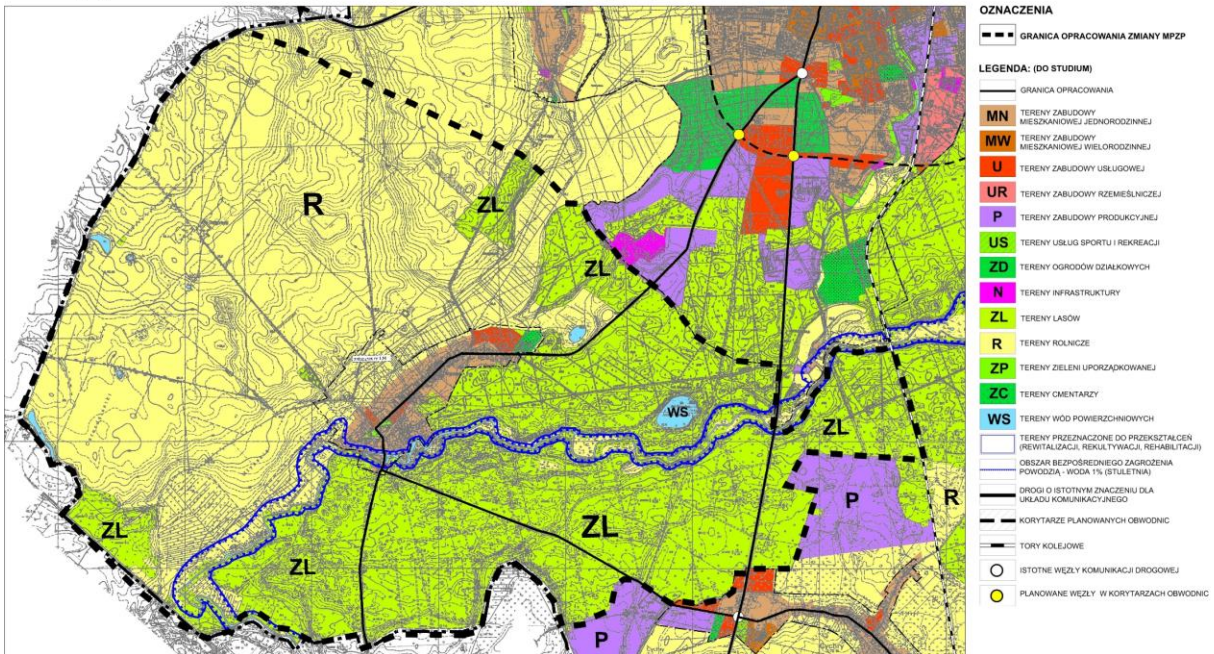 OZNACZENIA
GRANICA OPRACOWANIA ZMIANY MPZP
LEGENDA: (DO STUDIUM)
GRANICA OPRACOWANIA
MN TERENY ZABUDOWY
MIESZKANIOWEJ JEDNORODZINNEJ
MW TERENY ZABUDOWY
MIESZKANIOWEJ WIELORODZINNEJ
U TERENY ZABUDOWY USŁUGOWEJ
UR TERENY ZABUDOWY RZEMIEŚLNICZEJ
P TERENY ZABUDOWY PRODUKCYJNEJ
US TERENY USŁUG SPORTU I REKREACJI
ZD TERENY OGRODÓW DZIAŁKOWYCH
N TERENY INFRASTRUKTURY
ZL TERENY LASÓW
R TERENY ROLNICZE
ZP TERENY ZIELENI UPORZĄDKOWANEJ
ZC TERENY CMENTARZY
WS TERENY WÓD POWIERZCHNIOWYCH
TERENY PRZEZNACZONE DO PRZEKSZTAŁCEŃ
(REWITALIZACJI, REKULTYWACJI, REHABILITACJI)
OBSZAR BEZPOŚREDNIEGO ZAGROŻENIA
POWODZIĄ - WODA 1% (STULETNIA)
DROGI O ISTOTNYM ZNACZENIU DLA
UKŁADU KOMUNIKACYJNEGO
KORYTARZE PLANOWANYCH OBWODNIC
TORY KOLEJOWE
ISTOTNE WĘZŁY KOMUNIKACJI DROGOWEJ
PLANOWANE WĘZŁY W KORYTARZACH OBWODNIC
R
ZL
ZL
WS
ZL
P
R
ZL
ZL
ZL
P